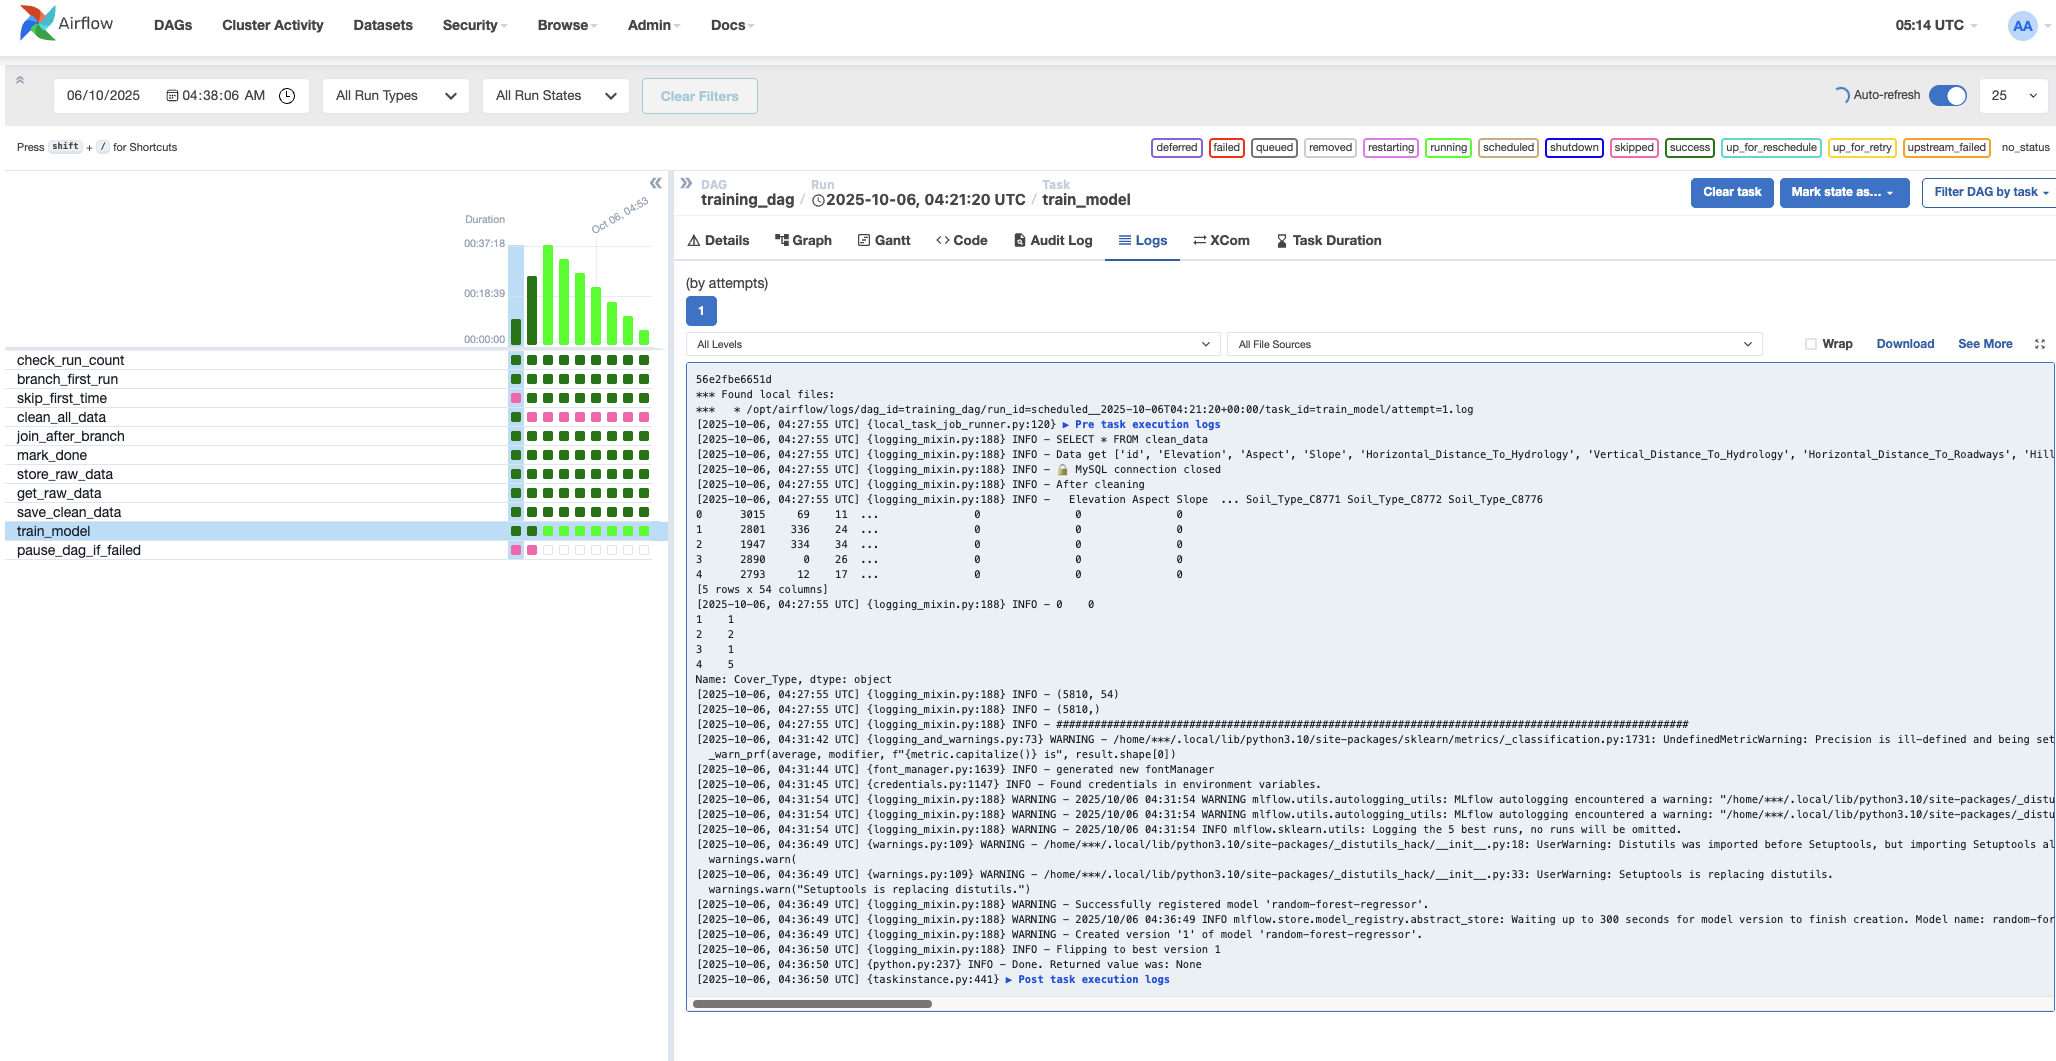 Airflow DAGs Cluster Activity Datasets Security Browse Admin Docs 05:14 UTC AA
06/10/2025 04:38:06 AM All Run Types All Run States Clear Filters Auto-refresh 25
Press shift + / for Shortcuts deferred failed queued removed restarting running scheduled shutdown skipped success up_for_reschedule up_for_retry upstream_failed no_status
Duration
Oct 06, 04:53
00:37:18
00:18:39
00:00:00
check_run_count
branch_first_run
skip_first_time
clean_all_data
join_after_branch
mark_done
store_raw_data
get_raw_data
save_clean_data
train_model
pause_dag_if_failed
DAG Run Task
training_dag / 2025-10-06, 04:21:20 UTC / train_model
Clear task Mark state as... Filter DAG by task
Details Graph Gantt Code Audit Log Logs XCom Task Duration
(by attempts)
1
All Levels All File Sources Wrap Download See More
56e2fbe6651d
*** Found local files:
***   * /opt/airflow/logs/dag_id=training_dag/run_id=scheduled__2025-10-06T04:21:20+00:00/task_id=train_model/attempt=1.log
[2025-10-06, 04:27:55 UTC] {local_task_job_runner.py:120} ▶ Pre task execution logs
[2025-10-06, 04:27:55 UTC] {logging_mixin.py:188} INFO - SELECT * FROM clean_data
[2025-10-06, 04:27:55 UTC] {logging_mixin.py:188} INFO - Data get ['id', 'Elevation', 'Aspect', 'Slope', 'Horizontal_Distance_To_Hydrology', 'Vertical_Distance_To_Hydrology', 'Horizontal_Distance_To_Roadways', 'Hill
[2025-10-06, 04:27:55 UTC] {logging_mixin.py:188} INFO - 🔒 MySQL connection closed
[2025-10-06, 04:27:55 UTC] {logging_mixin.py:188} INFO - After cleaning
[2025-10-06, 04:27:55 UTC] {logging_mixin.py:188} INFO -   Elevation Aspect Slope  ... Soil_Type_C8771 Soil_Type_C8772 Soil_Type_C8776
0      3015     69    11  ...               0               0               0
1      2801    336    24  ...               0               0               0
2      1947    334    34  ...               0               0               0
3      2890      0    26  ...               0               0               0
4      2793     12    17  ...               0               0               0
[5 rows x 54 columns]
[2025-10-06, 04:27:55 UTC] {logging_mixin.py:188} INFO - 0    0
1    1
2    2
3    1
4    5
Name: Cover_Type, dtype: object
[2025-10-06, 04:27:55 UTC] {logging_mixin.py:188} INFO - (5810, 54)
[2025-10-06, 04:27:55 UTC] {logging_mixin.py:188} INFO - (5810,)
[2025-10-06, 04:27:55 UTC] {logging_mixin.py:188} INFO - ####################################################################################################
[2025-10-06, 04:31:42 UTC] {logging_and_warnings.py:73} WARNING - /home/***/.local/lib/python3.10/site-packages/sklearn/metrics/_classification.py:1731: UndefinedMetricWarning: Precision is ill-defined and being set
_warn_prf(average, modifier, f"{metric.capitalize()} is", result.shape[0])
[2025-10-06, 04:31:44 UTC] {font_manager.py:1639} INFO - generated new fontManager
[2025-10-06, 04:31:45 UTC] {credentials.py:1147} INFO - Found credentials in environment variables.
[2025-10-06, 04:31:54 UTC] {logging_mixin.py:188} WARNING - 2025/10/06 04:31:54 WARNING mlflow.utils.autologging_utils: MLflow autologging encountered a warning: "/home/***/.local/lib/python3.10/site-packages/_distu
[2025-10-06, 04:31:54 UTC] {logging_mixin.py:188} WARNING - 2025/10/06 04:31:54 WARNING mlflow.utils.autologging_utils: MLflow autologging encountered a warning: "/home/***/.local/lib/python3.10/site-packages/_distu
[2025-10-06, 04:31:54 UTC] {logging_mixin.py:188} WARNING - 2025/10/06 04:31:54 INFO mlflow.sklearn.utils: Logging the 5 best runs, no runs will be omitted.
[2025-10-06, 04:36:49 UTC] {warnings.py:109} WARNING - /home/***/.local/lib/python3.10/site-packages/_distutils_hack/__init__.py:18: UserWarning: Distutils was imported before Setuptools, but importing Setuptools al
warnings.warn(
[2025-10-06, 04:36:49 UTC] {warnings.py:109} WARNING - /home/***/.local/lib/python3.10/site-packages/_distutils_hack/__init__.py:33: UserWarning: Setuptools is replacing distutils.
warnings.warn("Setuptools is replacing distutils.")
[2025-10-06, 04:36:49 UTC] {logging_mixin.py:188} WARNING - Successfully registered model 'random-forest-regressor'.
[2025-10-06, 04:36:49 UTC] {logging_mixin.py:188} WARNING - 2025/10/06 04:36:49 INFO mlflow.store.model_registry.abstract_store: Waiting up to 300 seconds for model version to finish creation. Model name: random-for
[2025-10-06, 04:36:49 UTC] {logging_mixin.py:188} WARNING - Created version '1' of model 'random-forest-regressor'.
[2025-10-06, 04:36:50 UTC] {logging_mixin.py:188} INFO - Flipping to best version 1
[2025-10-06, 04:36:50 UTC] {python.py:237} INFO - Done. Returned value was: None
[2025-10-06, 04:36:50 UTC] {taskinstance.py:441} ▶ Post task execution logs